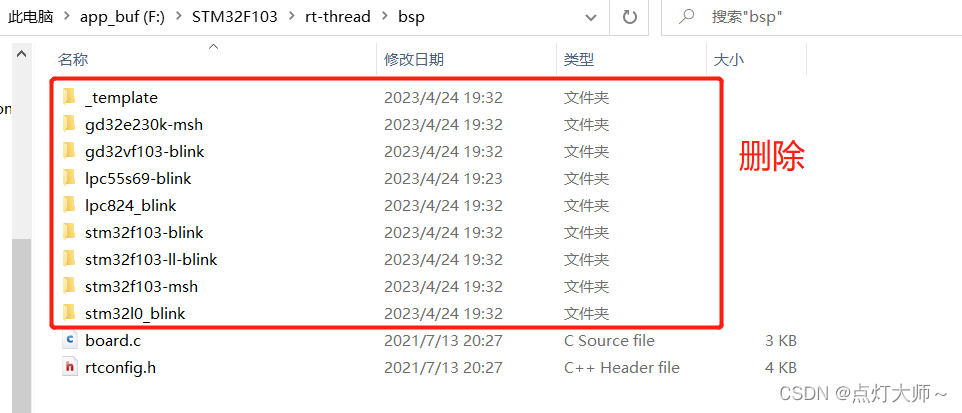 此电脑 › app_buf (F:) › STM32F103 › rt-thread › bsp 搜索"bsp"
名称 修改日期 类型 大小
_template 2023/4/24 19:32 文件夹
gd32e230k-msh 2023/4/24 19:32 文件夹
gd32vf103-blink 2023/4/24 19:32 文件夹
删除
lpc55s69-blink 2023/4/24 19:23 文件夹
lpc824_blink 2023/4/24 19:32 文件夹
stm32f103-blink 2023/4/24 19:32 文件夹
stm32f103-ll-blink 2023/4/24 19:32 文件夹
stm32f103-msh 2023/4/24 19:32 文件夹
stm32l0_blink 2023/4/24 19:32 文件夹
board.c 2021/7/13 20:27 C Source file 3 KB
rtconfig.h 2021/7/13 20:27 C++ Header file 4 KB
CSDN @点灯大师~